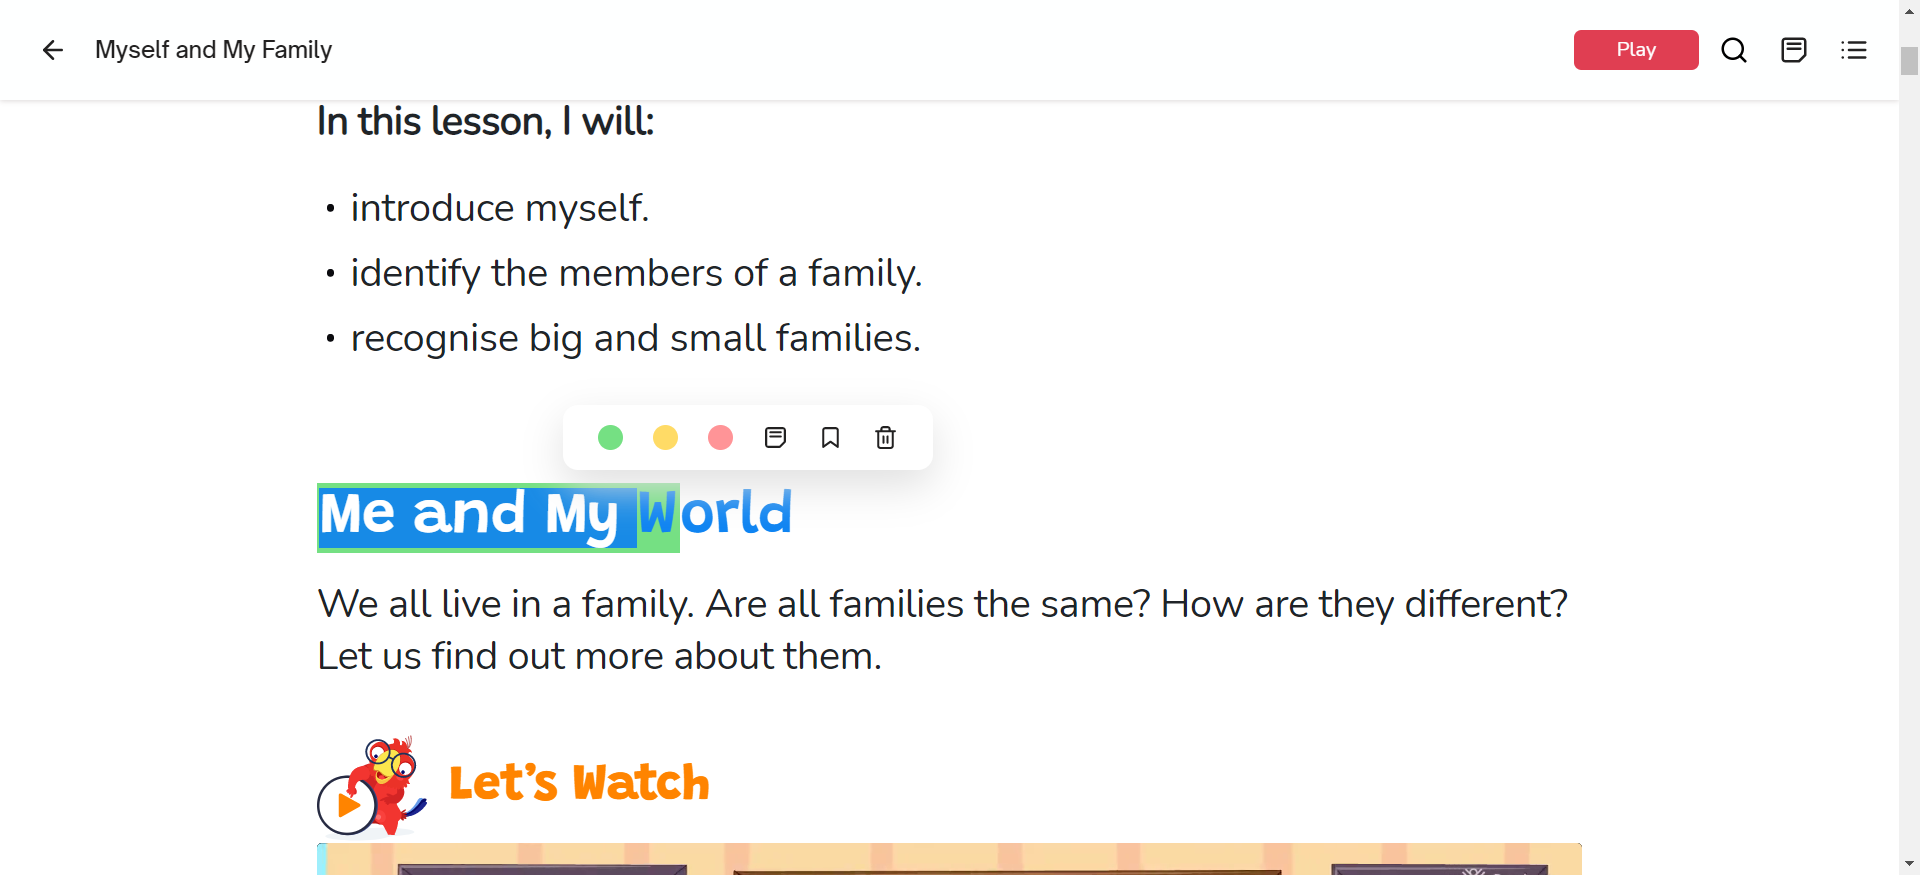 Myself and My Family
Play
In this lesson, I will:
• introduce myself.
• identify the members of a family.
• recognise big and small families.
Me and My World
We all live in a family. Are all families the same? How are they different?
Let us find out more about them.
Let's Watch